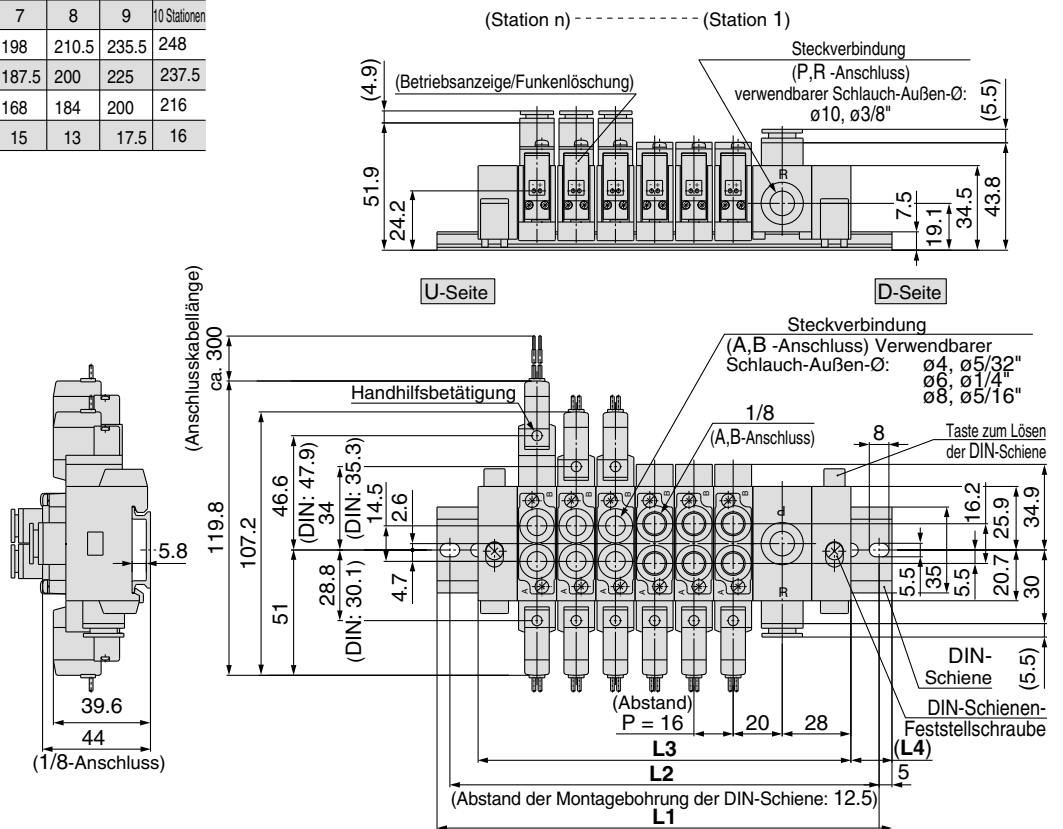 7 8 9 10 Stationen
198 210.5 235.5 248
187.5 200 225 237.5
168 184 200 216
15 13 17.5 16
(Station n) (Station 1)
Steckverbindung
(P,R -Anschluss)
verwendbarer Schlauch-Außen-Ø:
ø10, ø3/8"
(Betriebsanzeige/Funkenlöschung)
(4.9)
51.9
24.2
R
(5.5)
7.5
19.1
34.5
43.8
U-Seite
D-Seite
Steckverbindung
(A,B -Anschluss) Verwendbarer
Schlauch-Außen-Ø: ø4, ø5/32"
ø6, ø1/4"
ø8, ø5/16"
1/8
(A,B-Anschluss)
Handhilfsbetätigung
Taste zum Lösen
der DIN-Schiene
8
(Anschlusskabellänge)
ca. 300
119.8
107.2
46.6
(DIN: 47.9)
34
(DIN: 35.3)
14.5
2.6
51
28.8
(DIN: 30.1)
4.7
B B B B B B
A A A A A A
P
R
16.2
25.9
34.9
5.5
35
5.5
20.7
30
(5.5)
5.8
39.6
44
(1/8-Anschluss)
DIN-
Schiene
DIN-Schienen-
Feststellschraube
(Abstand)
P = 16
20
28
L3
(L4)
L2
5
(Abstand der Montagebohrung der DIN-Schiene: 12.5)
L1